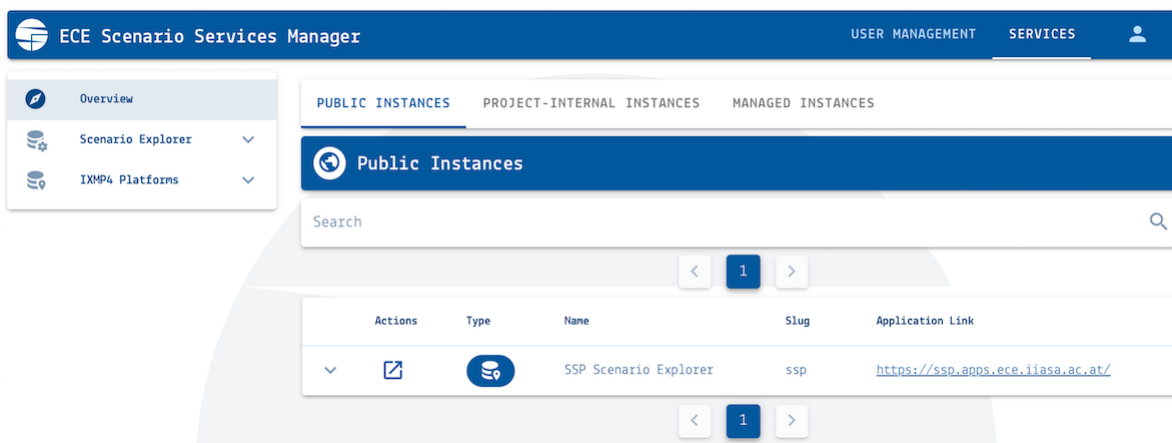 ECE Scenario Services Manager
USER MANAGEMENT SERVICES
Overview
Scenario Explorer
IXMP4 Platforms
PUBLIC INSTANCES PROJECT-INTERNAL INSTANCES MANAGED INSTANCES
Public Instances
Search
1
Actions Type Name Slug Application Link
SSP Scenario Explorer ssp https://ssp.apps.ece.iiasa.ac.at/
1